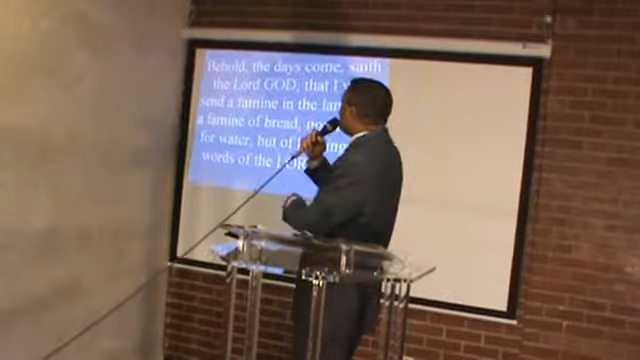 Behold, the days come, saith
the Lord GOD, that I
send a famine in the
a famine of bread,
for water, but of
words of the